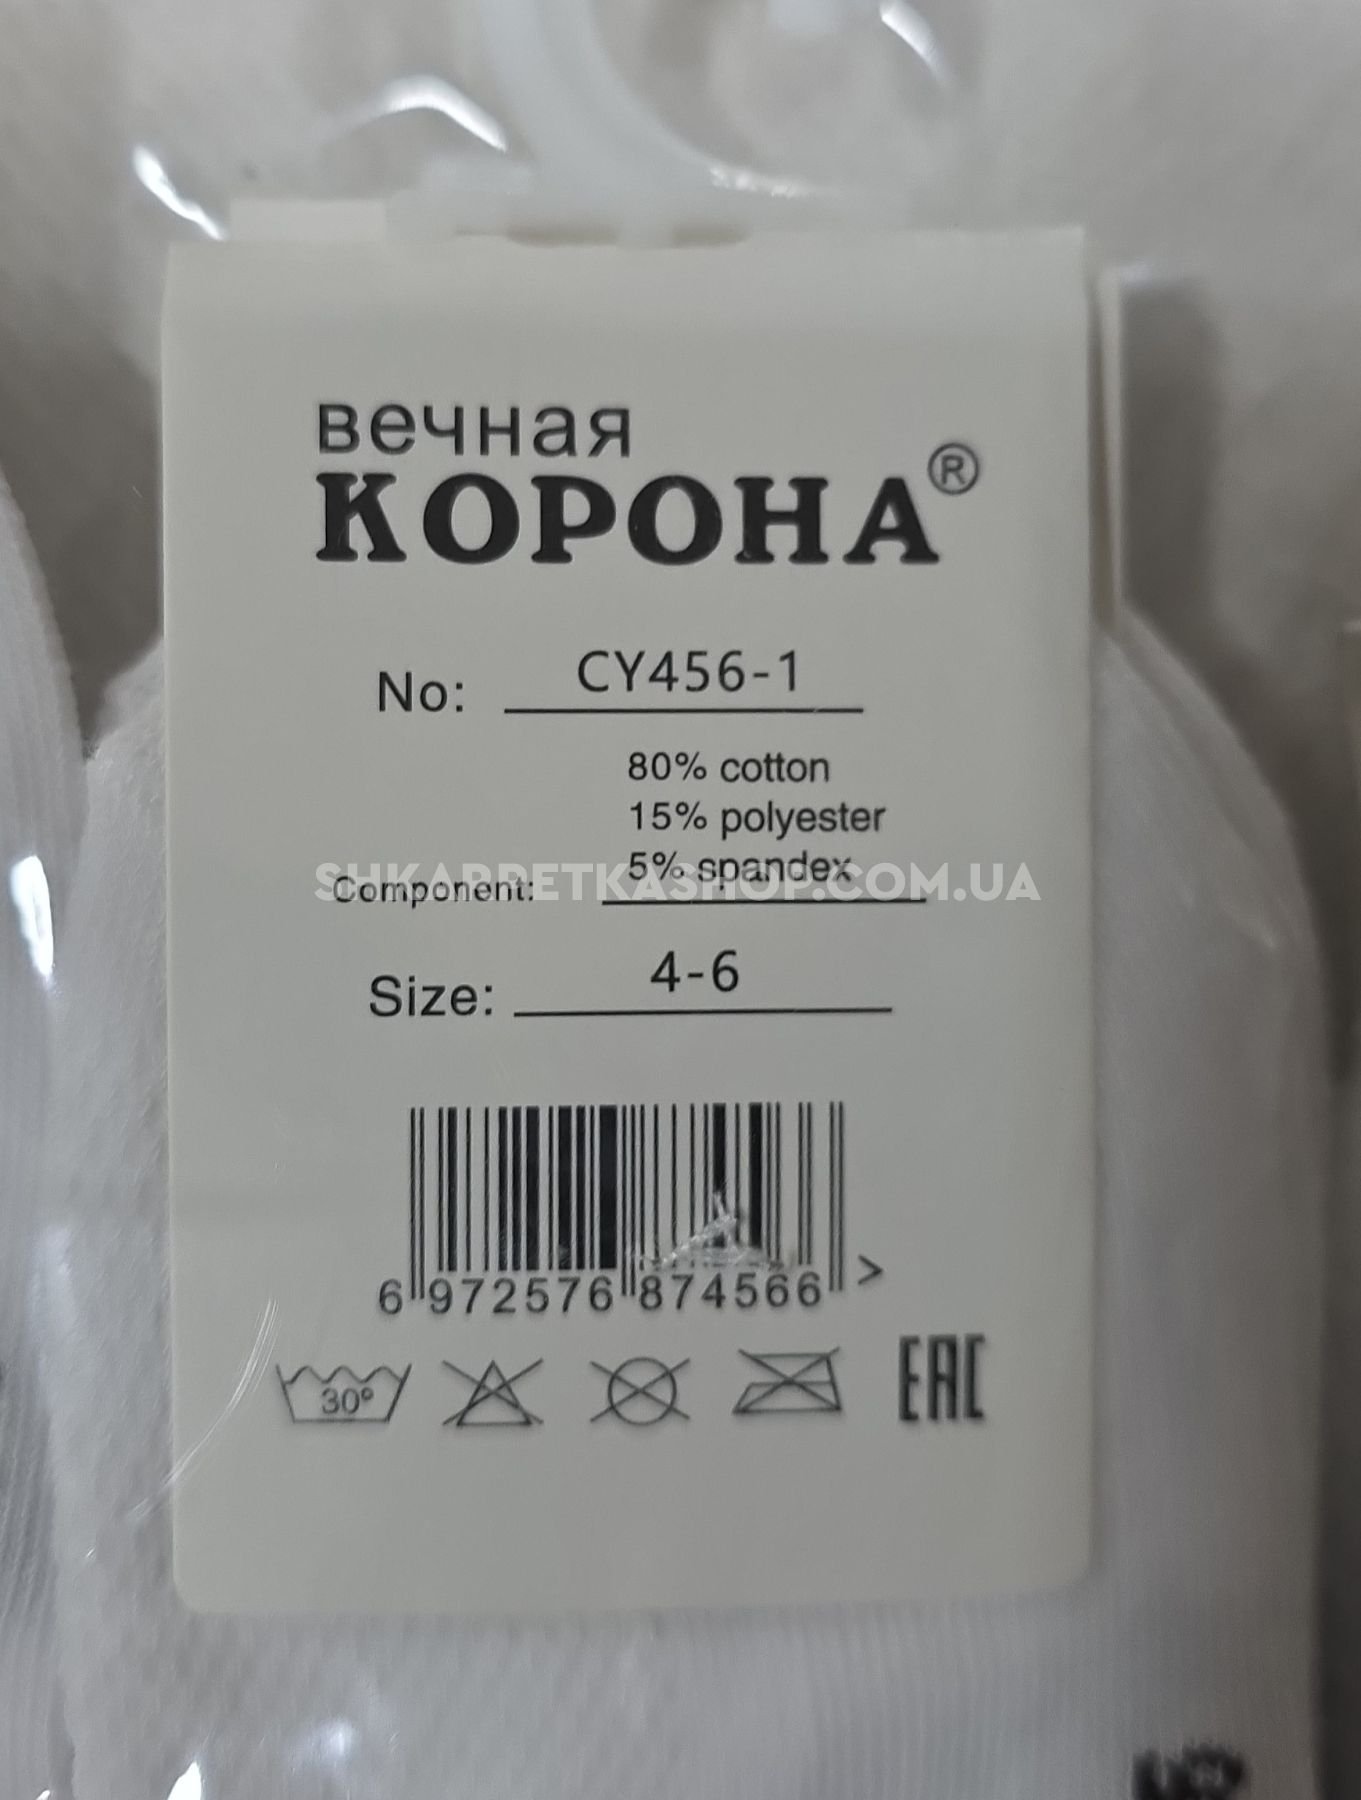 вечная
КОРОНА®
No: CY456-1
80% cotton
15% polyester
5% spandex
Component:
SHKARPETKASHOP.COM.UA
Size: 4-6
6 972576 874566 >
30°
EAC